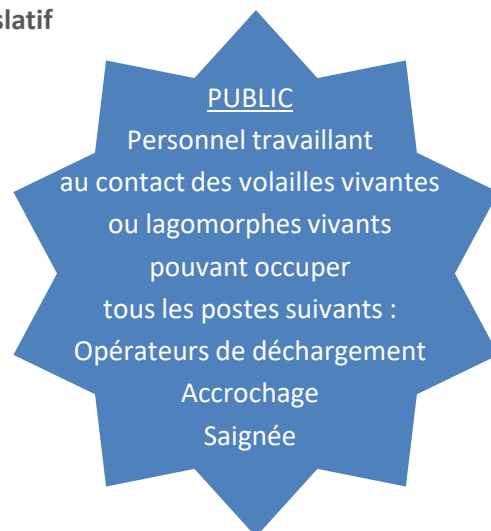 slatif
PUBLIC
Personnel travaillant
au contact des volailles vivantes
ou lagomorphes vivants
pouvant occuper
tous les postes suivants :
Opérateurs de déchargement
Accrochage
Saignée